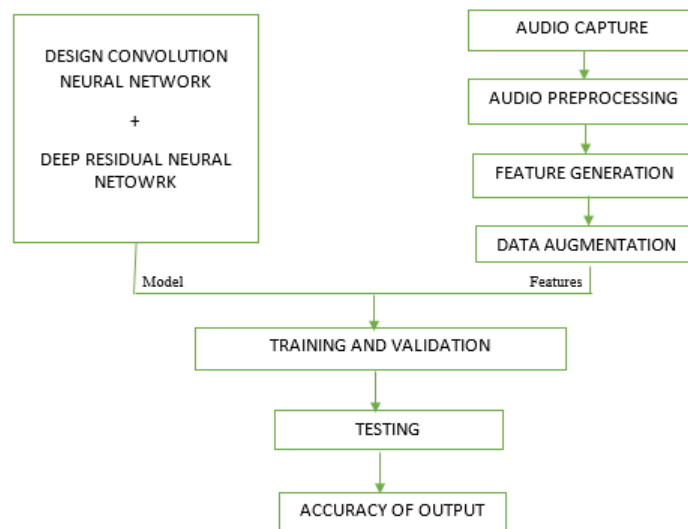 DESIGN CONVOLUTION
NEURAL NETWORK
+
DEEP RESIDUAL NEURAL
NETOWRK
AUDIO CAPTURE
AUDIO PREPROCESSING
FEATURE GENERATION
DATA AUGMENTATION
Model
Features
TRAINING AND VALIDATION
TESTING
ACCURACY OF OUTPUT